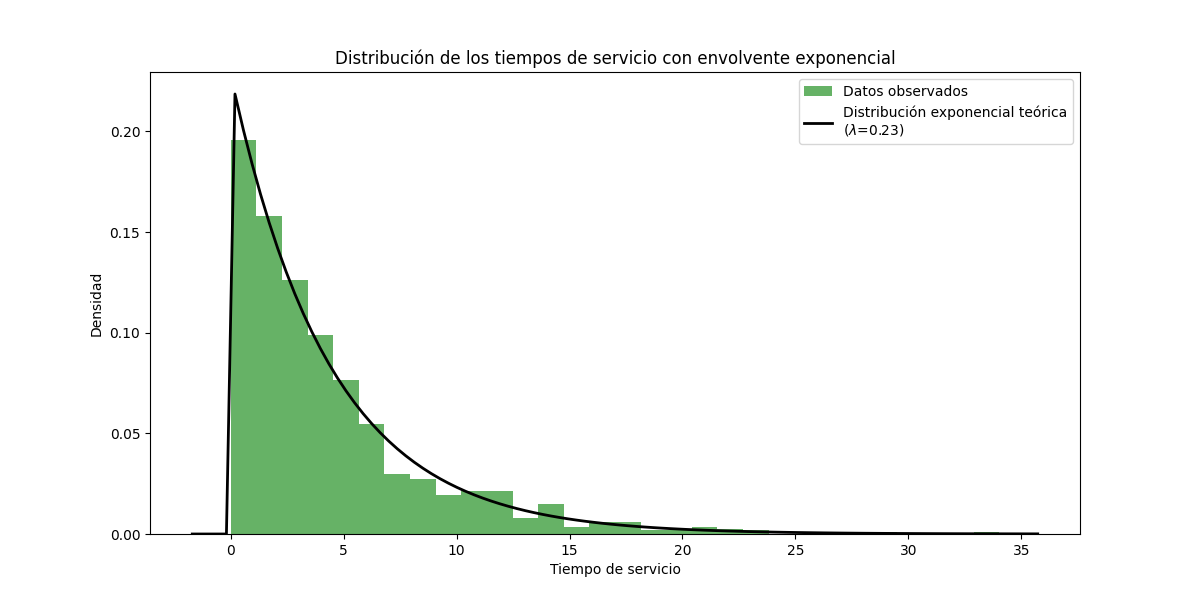 Distribución de los tiempos de servicio con envolvente exponencial
Datos observados
Distribución exponencial teórica
(λ=0.23)
Densidad
0.20
0.15
0.10
0.05
0.00
0 5 10 15 20 25 30 35
Tiempo de servicio